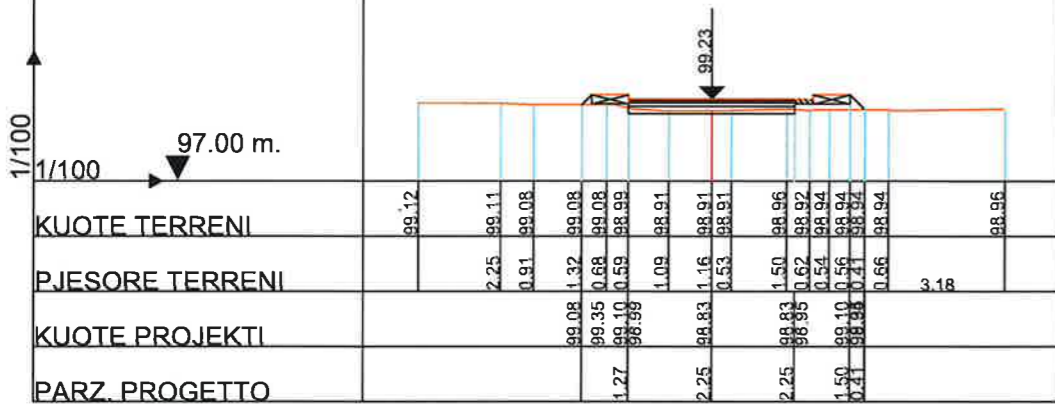 99.23
1/100
97.00 m.
1/100
KUOTE TERRENI 99.12 99.11 99.08 99.08 99.08 98.99 98.91 98.91 98.91 98.96 98.92 98.94 98.94 98.94 98.94 98.96
PJESORE TERRENI 2.25 0.91 1.32 0.68 0.59 1.09 1.16 0.53 1.50 0.62 0.54 0.56 0.41 0.66 3.18
KUOTE PROJEKTI 99.08 99.35 99.10 98.99 98.83 98.83 98.95 99.10
PARZ. PROGETTO 1.27 2.25 2.25 1.50 0.41